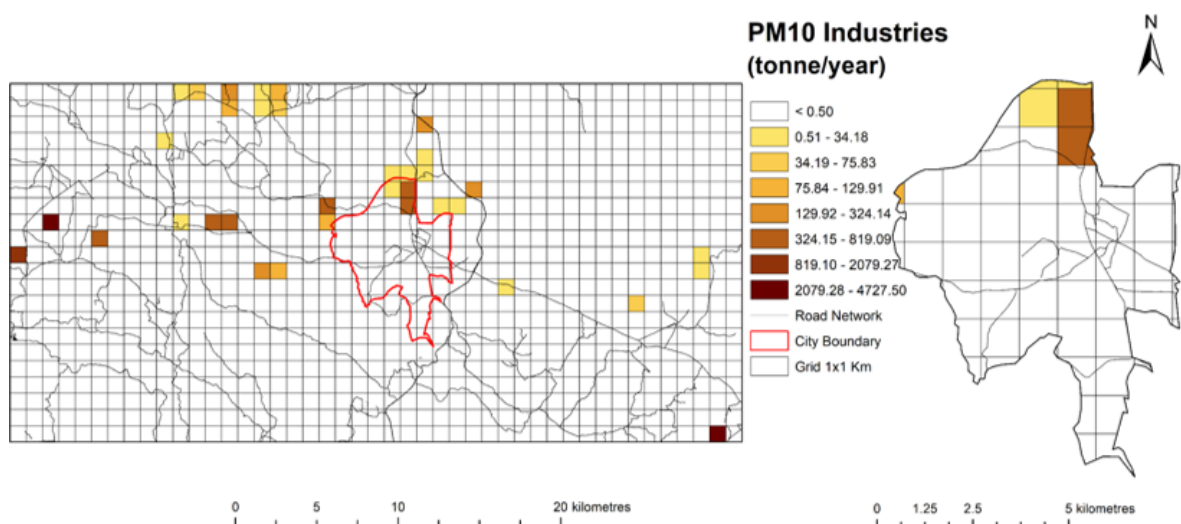 PM10 Industries
(tonne/year)
< 0.50
0.51 - 34.18
34.19 - 75.83
75.84 - 129.91
129.92 - 324.14
324.15 - 819.09
819.10 - 2079.27
2079.28 - 4727.50
Road Network
City Boundary
Grid 1x1 Km
N
0 5 10 20 kilometres
0 1.25 2.5 5 kilometres